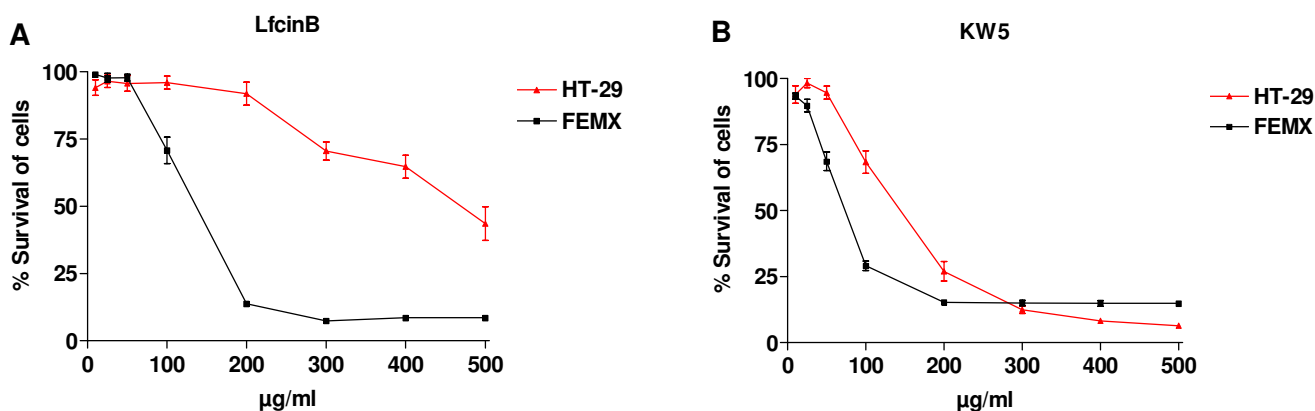 A
LfcinB
% Survival of cells
100
75
50
25
0
0 100 200 300 400 500
µg/ml
HT-29
FEMX
B
KW5
% Survival of cells
100
75
50
25
0
0 100 200 300 400 500
µg/ml
HT-29
FEMX